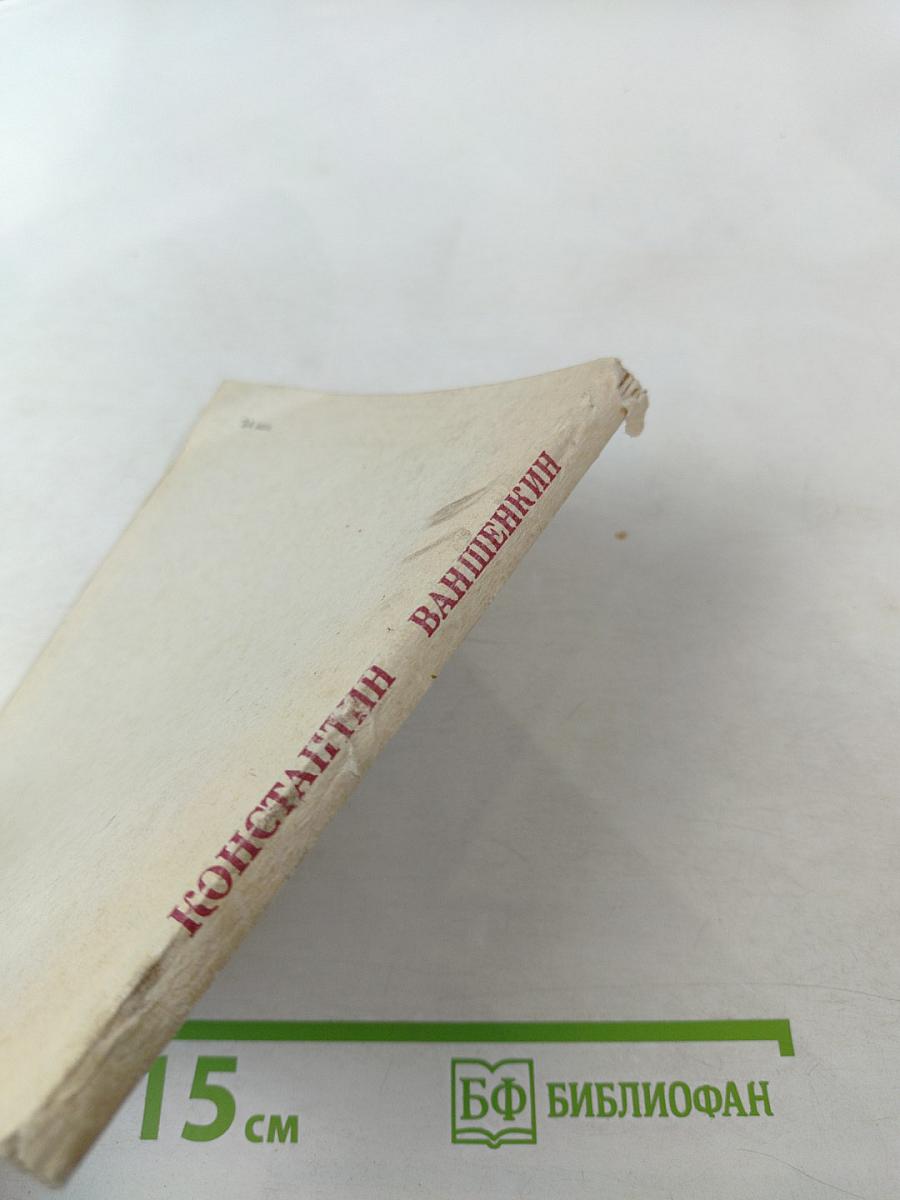 КОНСТАНТИН ВАНШЕНКИН
15 см
БФ БИБЛИОФАН